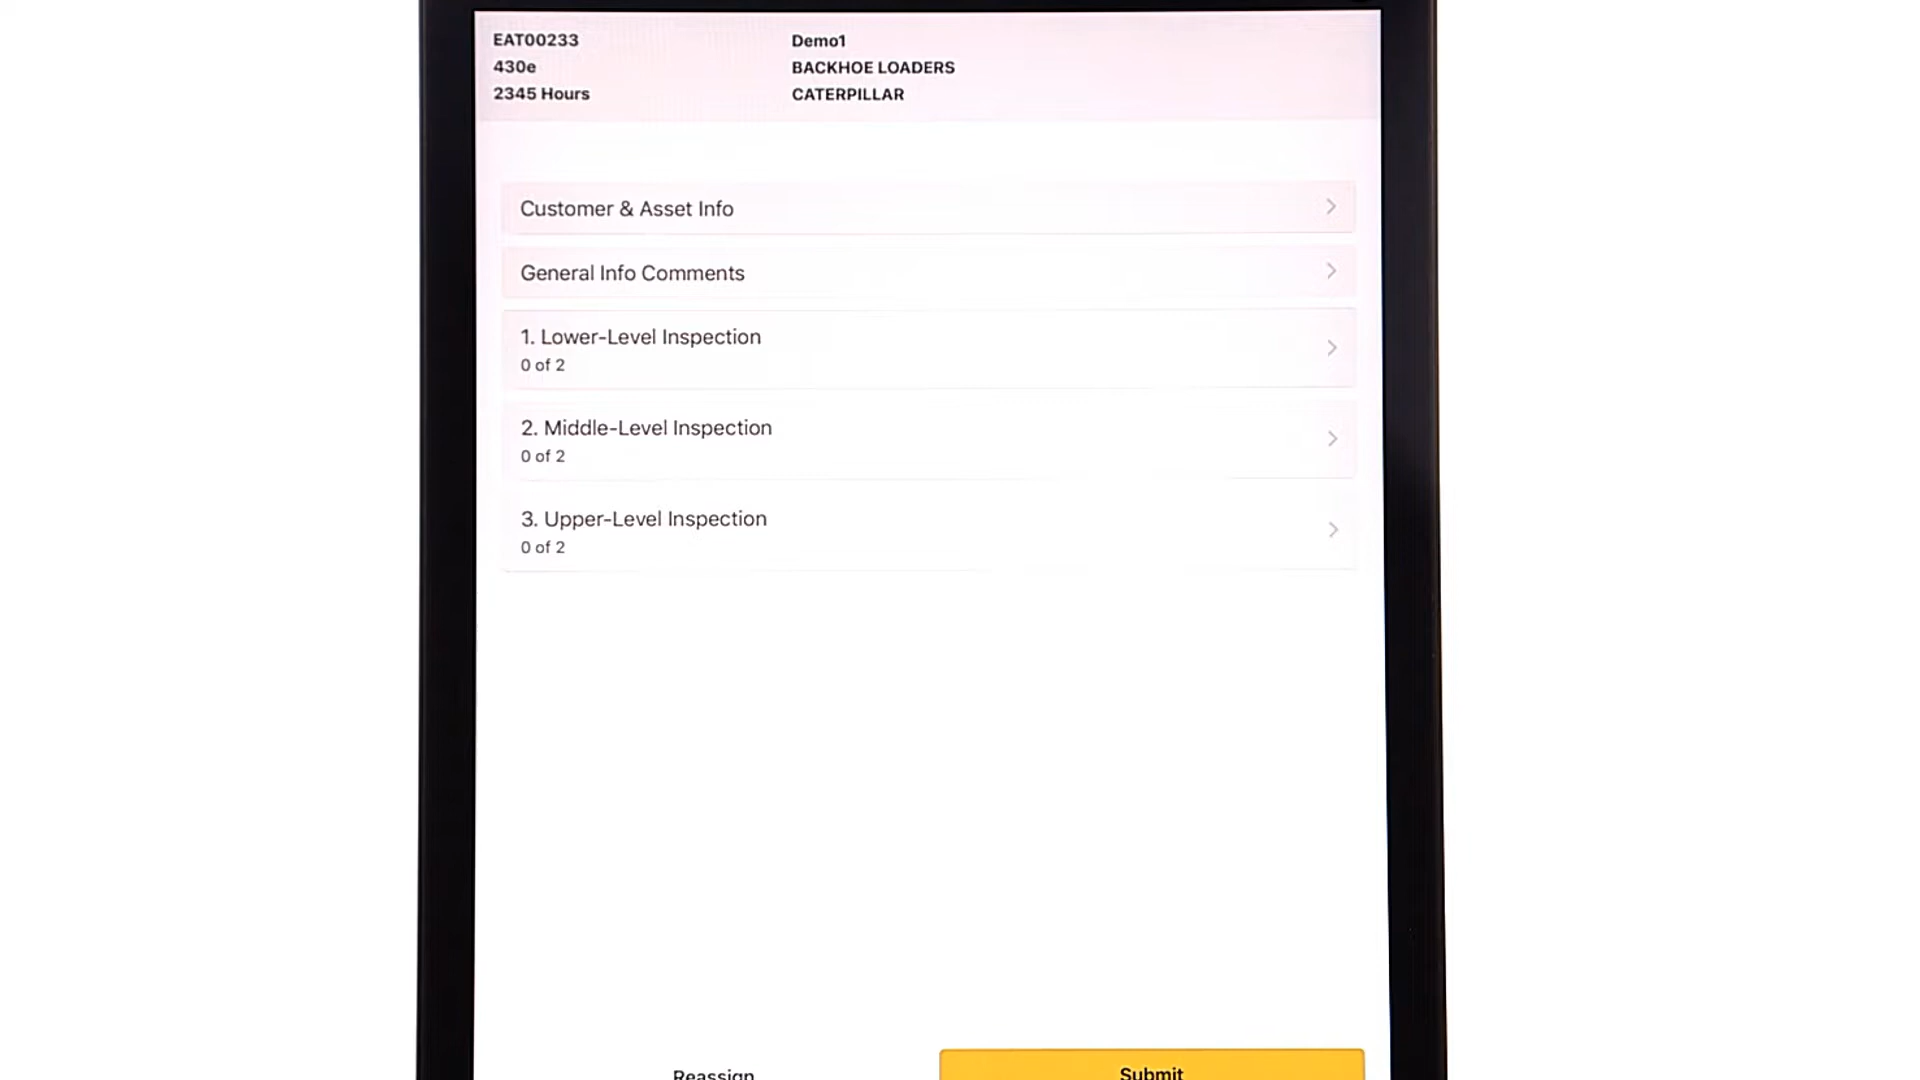 EAT00233
Demo1
430e
BACKHOE LOADERS
2345 Hours
CATERPILLAR
Customer & Asset Info
General Info Comments
1. Lower-Level Inspection
0 of 2
2. Middle-Level Inspection
0 of 2
3. Upper-Level Inspection
0 of 2
Reassign
Submit